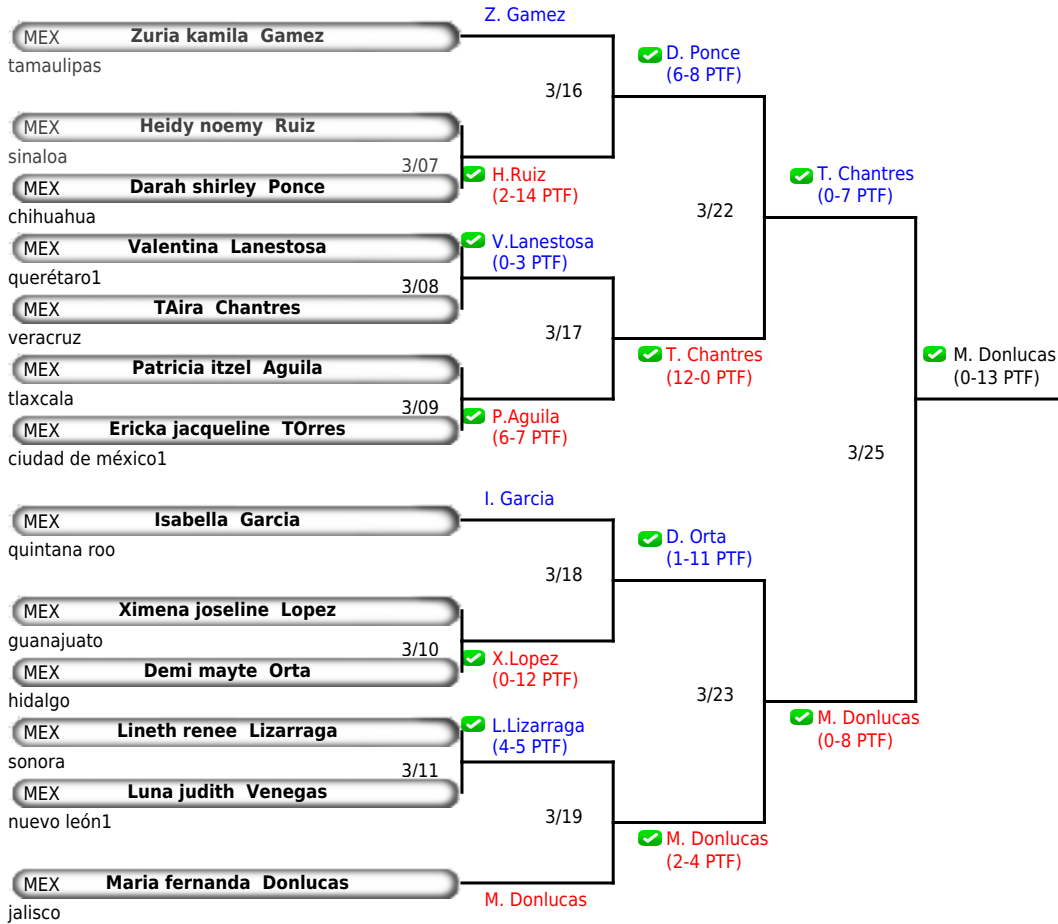 Z. Gamez
MEX Zuria kamila Gamez
tamaulipas
D. Ponce
(6-8 PTF)
3/16
MEX Heidy noemy Ruiz
sinaloa
3/07
H.Ruiz
(2-14 PTF)
MEX Darah shirley Ponce
chihuahua
T. Chantres
(0-7 PTF)
3/22
MEX Valentina Lanestosa
querétaro1
V.Lanestosa
(0-3 PTF)
3/08
MEX TAira Chantres
veracruz
3/17
T. Chantres
(12-0 PTF)
MEX Patricia itzel Aguila
tlaxcala
3/09
P.Aguila
(6-7 PTF)
MEX Ericka jacqueline TOrres
ciudad de méxico1
M. Donlucas
(0-13 PTF)
3/25
I. Garcia
MEX Isabella Garcia
quintana roo
D. Orta
(1-11 PTF)
3/18
MEX Ximena joseline Lopez
guanajuato
3/10
X.Lopez
(0-12 PTF)
MEX Demi mayte Orta
hidalgo
3/23
M. Donlucas
(0-8 PTF)
MEX Lineth renee Lizarraga
sonora
L.Lizarraga
(4-5 PTF)
3/11
MEX Luna judith Venegas
nuevo león1
3/19
M. Donlucas
(2-4 PTF)
MEX Maria fernanda Donlucas
jalisco
M. Donlucas